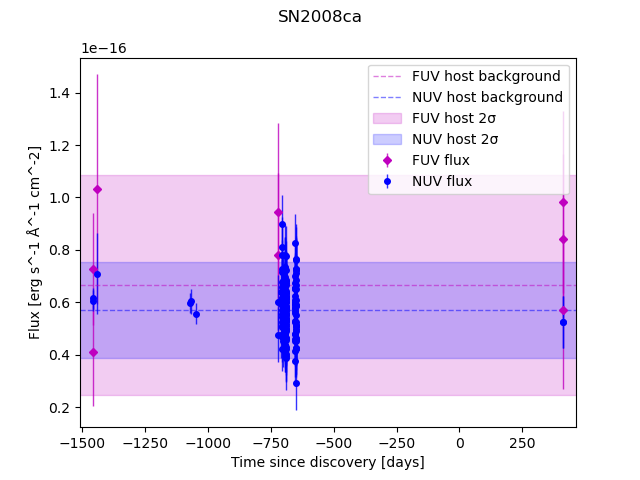 SN2008ca
1e−16
FUV host background
NUV host background
FUV host 2σ
NUV host 2σ
FUV flux
NUV flux
1.4
1.2
1.0
0.8
0.6
0.4
0.2
Flux [erg s^-1 Å^-1 cm^-2]
−1500 −1250 −1000 −750 −500 −250 0 250
Time since discovery [days]